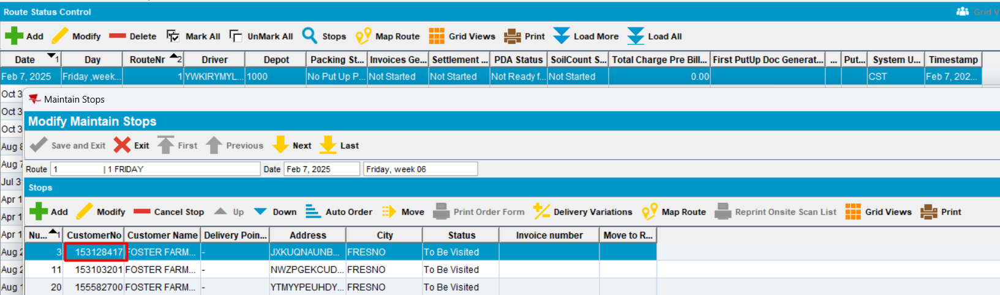 Route Status Control Grid V
Add Modify Delete Mark All UnMark All Stops Map Route Grid Views Print Load More Load All
Date 1 Day RouteNr 2 Driver Depot Packing St... Invoices Ge... Settlement ... PDA Status SoilCount S... Total Charge Pre Bill... First PutUp Doc Generat... ... Put... System U... Timestamp
Feb 7, 2025 Friday ,week... 1 YWKIRYMYL... 1000 No Put Up P... Not Started Not Started Not Ready f... Not Started 0.00 CST Feb 7, 202...
Oct 3
Maintain Stops
Oct 3
Modify Maintain Stops
Oct 3
Aug 8
Save and Exit Exit First Previous Next Last
Aug 7
Route 1 | 1 FRIDAY Date Feb 7, 2025 Friday, week 06
Jul 3
Stops
Apr 1
Add Modify Cancel Stop Up Down Auto Order Move Print Order Form Delivery Variations Map Route Reprint Onsite Scan List Grid Views Print
Apr 1
Apr 1
Nu... 1 CustomerNo Customer Name Delivery Poin... Address City Status Invoice number Move to R...
Aug 2
3 153128417 FOSTER FARM... - JXKUQNAUNB... FRESNO To Be Visited
Aug 2
11 153103201 FOSTER FARM... - NWZPGEKCUD... FRESNO To Be Visited
Aug 1
20 155582700 FOSTER FARM... - YTMYYPEUHDY... FRESNO To Be Visited